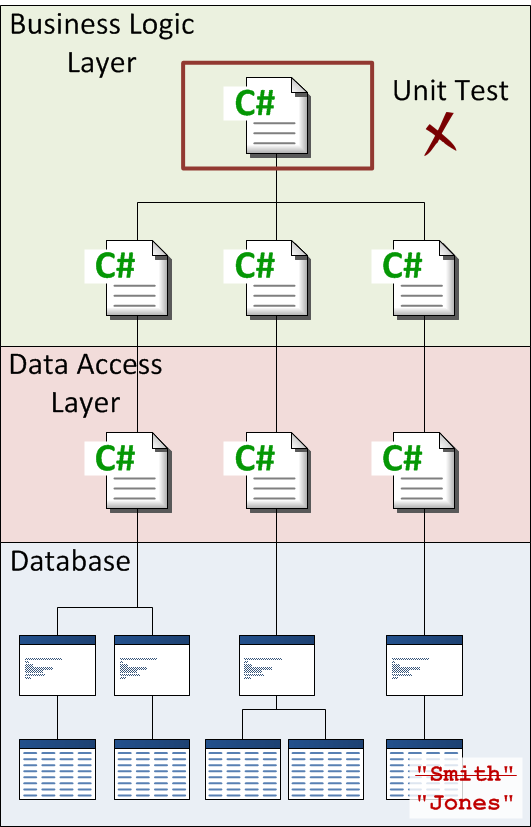 Business Logic
Layer
Unit Test
C#
C#
C#
C#
Data Access
Layer
C#
C#
C#
Database
"Smith"
"Jones"